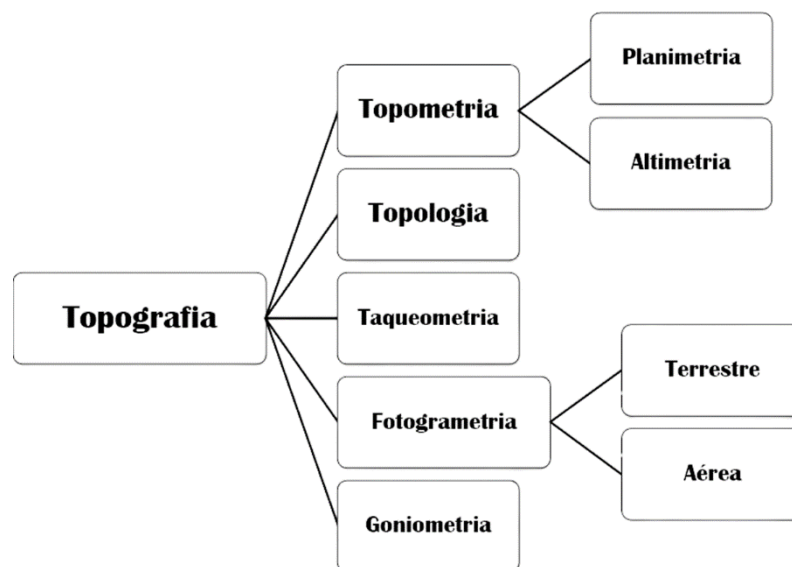 Topografia
Topometria
Planimetria
Altimetria
Topologia
Taqueometria
Fotogrametria
Terrestre
Aérea
Goniometria